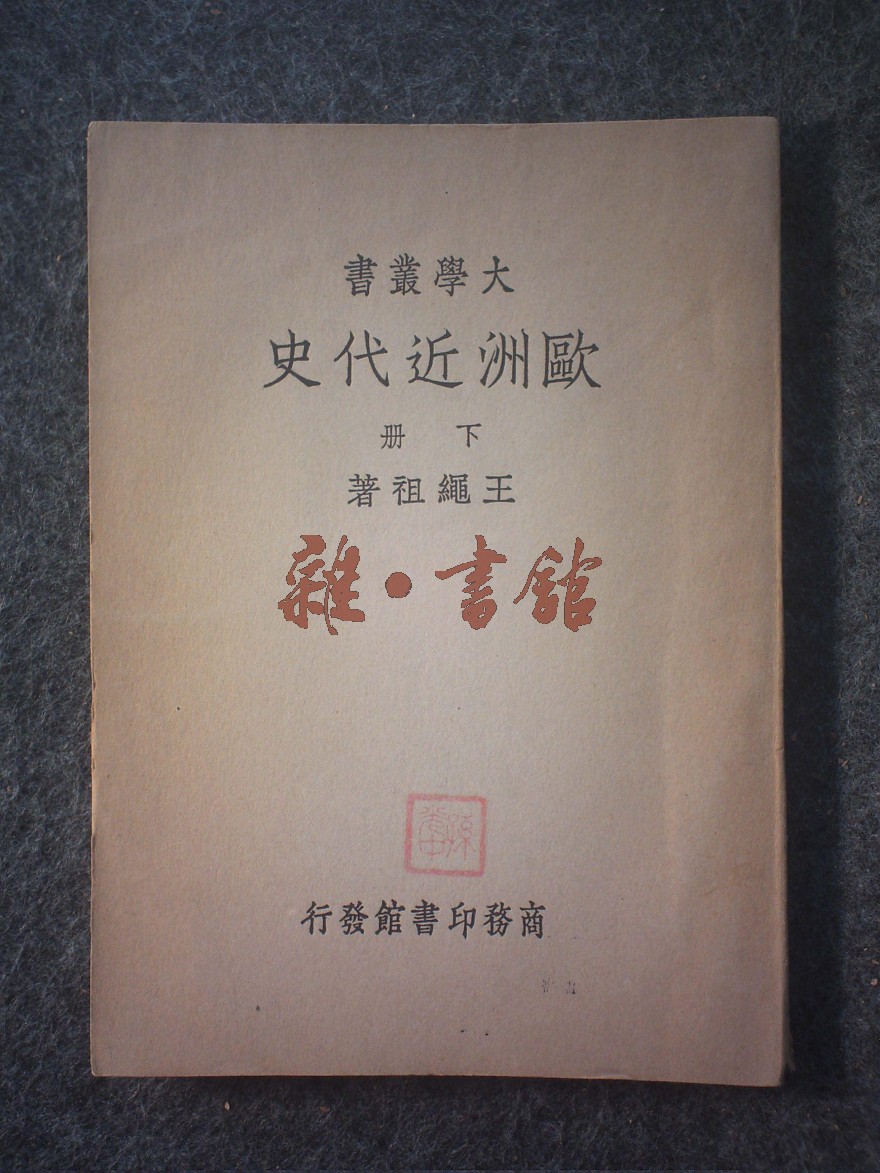 大學叢書
歐洲近代史
下冊
王繩祖著
雜·書館
商務印書館發行